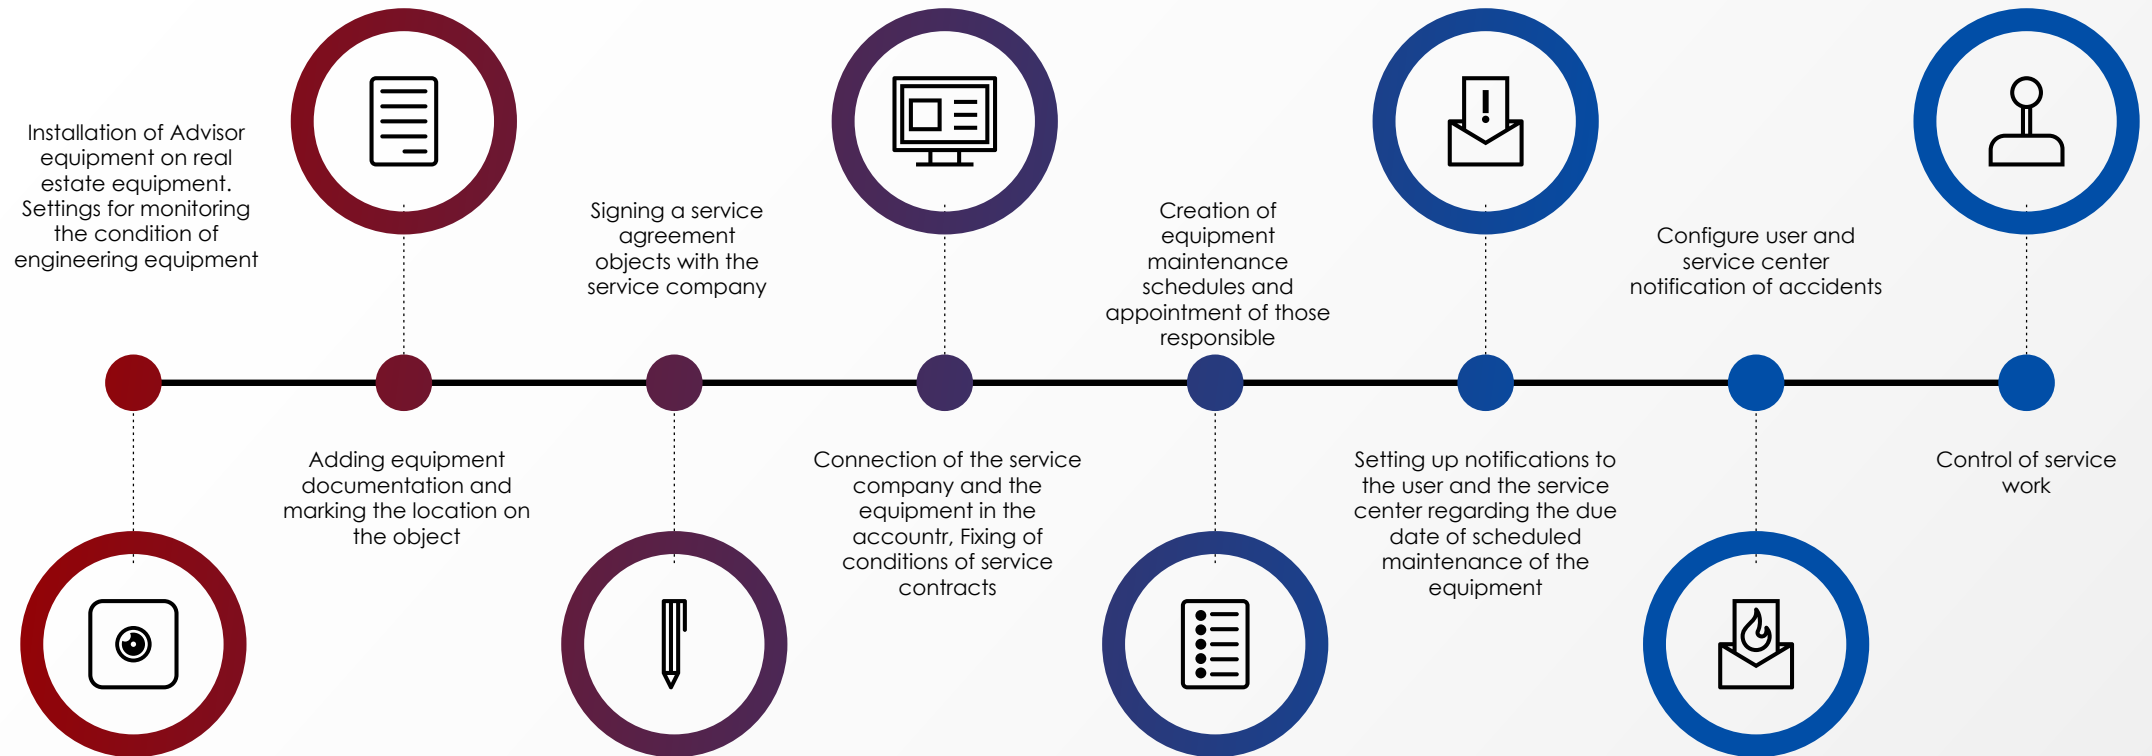 Installation of Advisor
equipment on real
estate equipment.
Settings for monitoring
the condition of
engineering equipment
Adding equipment
documentation and
marking the location on
the object
Signing a service
agreement
objects with the
service company
Connection of the service
company and the
equipment in the
accountr, Fixing of
conditions of service
contracts
Creation of
equipment
maintenance
schedules and
appointment of those
responsible
Setting up notifications to
the user and the service
center regarding the due
date of scheduled
maintenance of the
equipment
Configure user and
service center
notification of accidents
Control of service
work